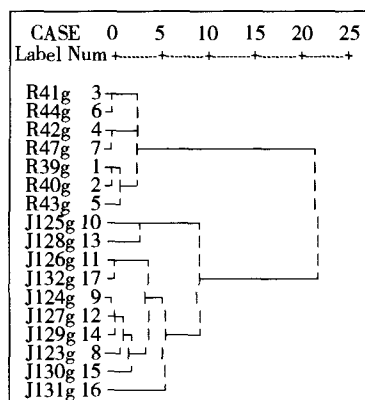 CASE 0 5 10 15 20 25
Label Num
R41g 3
R44g 6
R42g 4
R47g 7
R39g 1
R40g 2
R43g 5
J125g 10
J128g 13
J126g 11
J132g 17
J124g 9
J127g 12
J129g 14
J123g 8
J130g 15
J131g 16